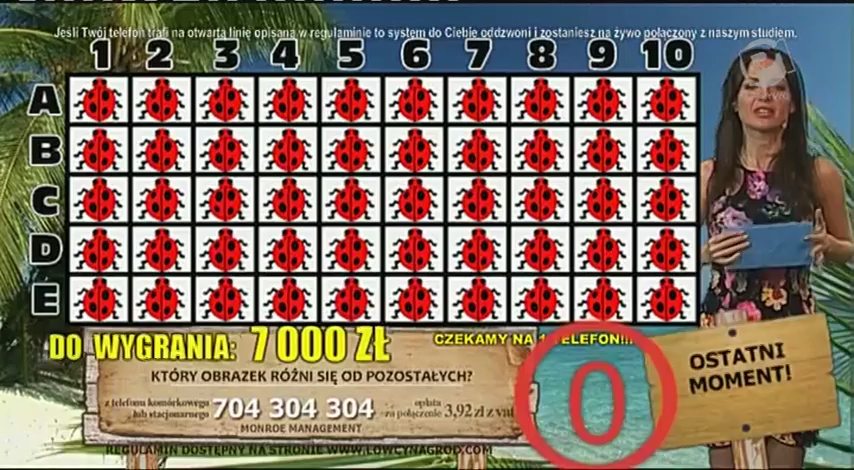 Jeśli Twój telefon trafi na otwartą linię opisaną w regulaminie to system do Ciebie oddzwoni i zostaniesz na żywo połączony z naszym studiem.
1 2 3 4 5 6 7 8 9 10
A
B
C
D
E
DO WYGRANIA: 7 000 ZŁ
CZEKAMY NA 1 TELEFON!!!
KTÓRY OBRAZEK RÓŻNI SIĘ OD POZOSTAŁYCH?
z telefonu komórkowego
lub stacjonarnego 704 304 304 opłata
za połączenie 3,92 zł z vat
MONROE MANAGEMENT
0
OSTATNI
MOMENT!
REGULAMIN DOSTĘPNY NA STRONIE WWW.LOWCYNAGROD.COM